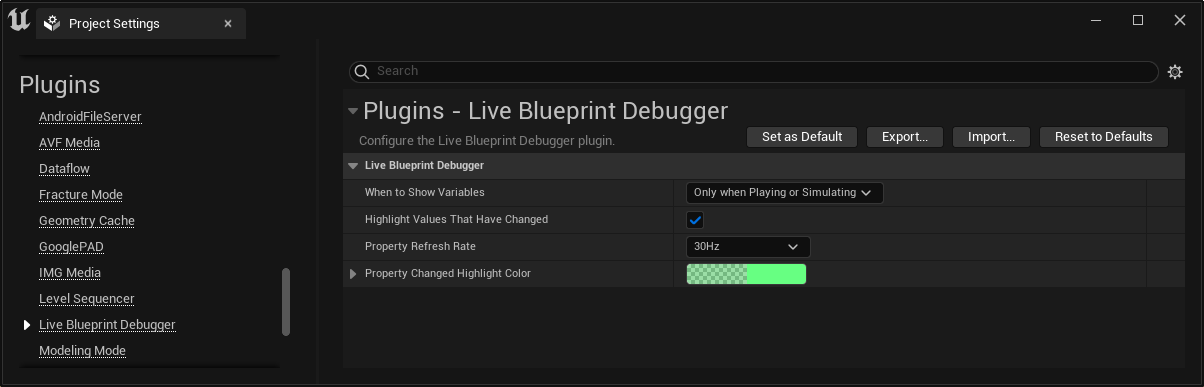 Project Settings
Plugins
AndroidFileServer
AVF Media
Dataflow
Fracture Mode
Geometry Cache
GooglePAD
IMG Media
Level Sequencer
Live Blueprint Debugger
Modeling Mode
Search
Plugins - Live Blueprint Debugger
Configure the Live Blueprint Debugger plugin.
Set as Default
Export...
Import...
Reset to Defaults
Live Blueprint Debugger
When to Show Variables
Only when Playing or Simulating
Highlight Values That Have Changed
Property Refresh Rate
30Hz
Property Changed Highlight Color